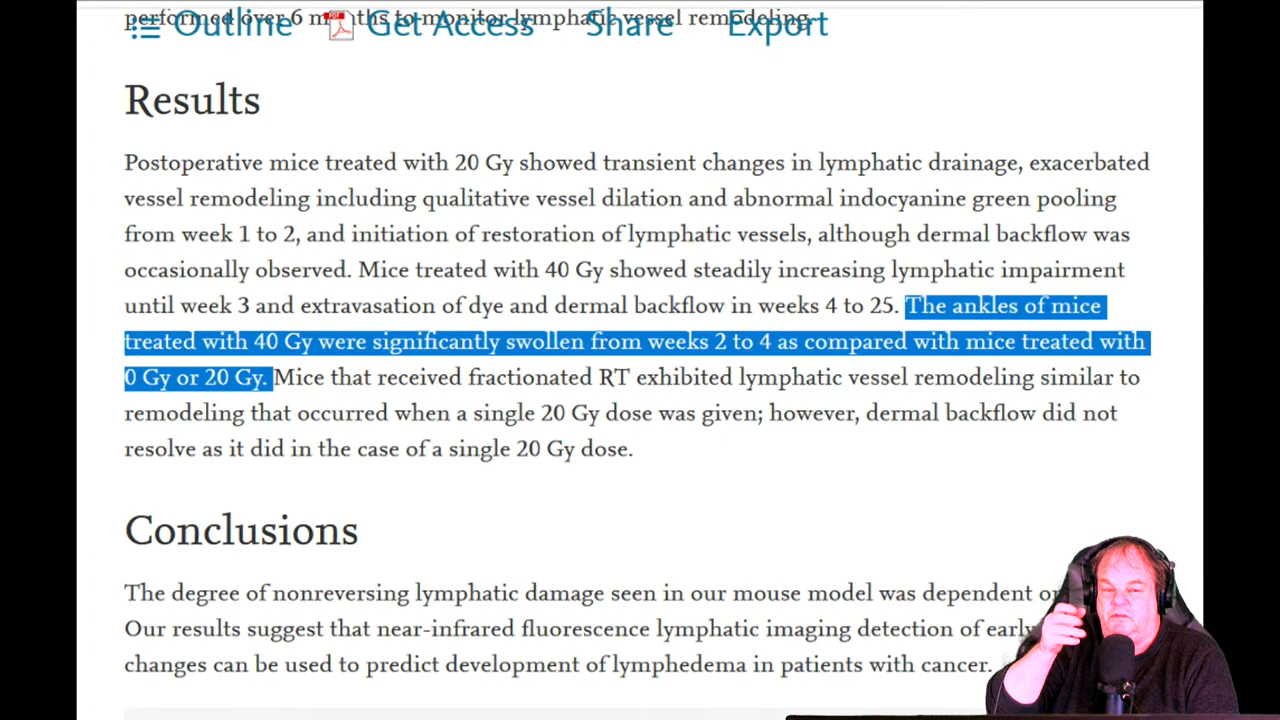 performed over 6 months to monitor lymphatic vessel remodeling.
Outline Get Access Share Export
Results
Postoperative mice treated with 20 Gy showed transient changes in lymphatic drainage, exacerbated
vessel remodeling including qualitative vessel dilation and abnormal indocyanine green pooling
from week 1 to 2, and initiation of restoration of lymphatic vessels, although dermal backflow was
occasionally observed. Mice treated with 40 Gy showed steadily increasing lymphatic impairment
until week 3 and extravasation of dye and dermal backflow in weeks 4 to 25. The ankles of mice
treated with 40 Gy were significantly swollen from weeks 2 to 4 as compared with mice treated with
0 Gy or 20 Gy. Mice that received fractionated RT exhibited lymphatic vessel remodeling similar to
remodeling that occurred when a single 20 Gy dose was given; however, dermal backflow did not
resolve as it did in the case of a single 20 Gy dose.
Conclusions
The degree of nonreversing lymphatic damage seen in our mouse model was dependent
Our results suggest that near-infrared fluorescence lymphatic imaging detection of early
changes can be used to predict development of lymphedema in patients with cancer.